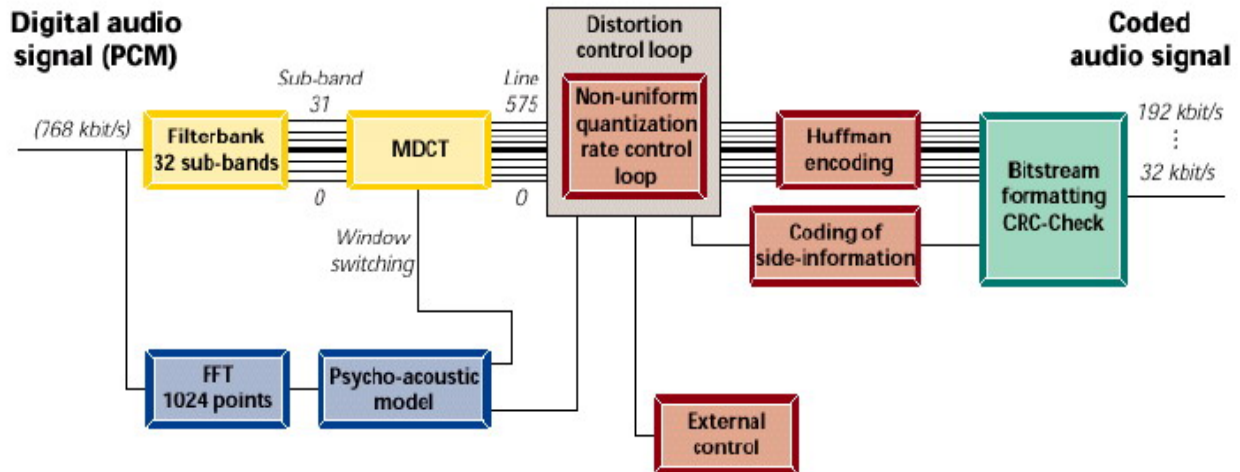 Digital audio
signal (PCM)
(768 kbit/s)
Filterbank
32 sub-bands
Sub-band
31
0
MDCT
Window
switching
Line
575
0
Distortion
control loop
Non-uniform
quantization
rate control
loop
Huffman
encoding
Coding of
side-information
Bitstream
formatting
CRC-Check
Coded
audio signal
192 kbit/s
32 kbit/s
FFT
1024 points
Psycho-acoustic
model
External
control